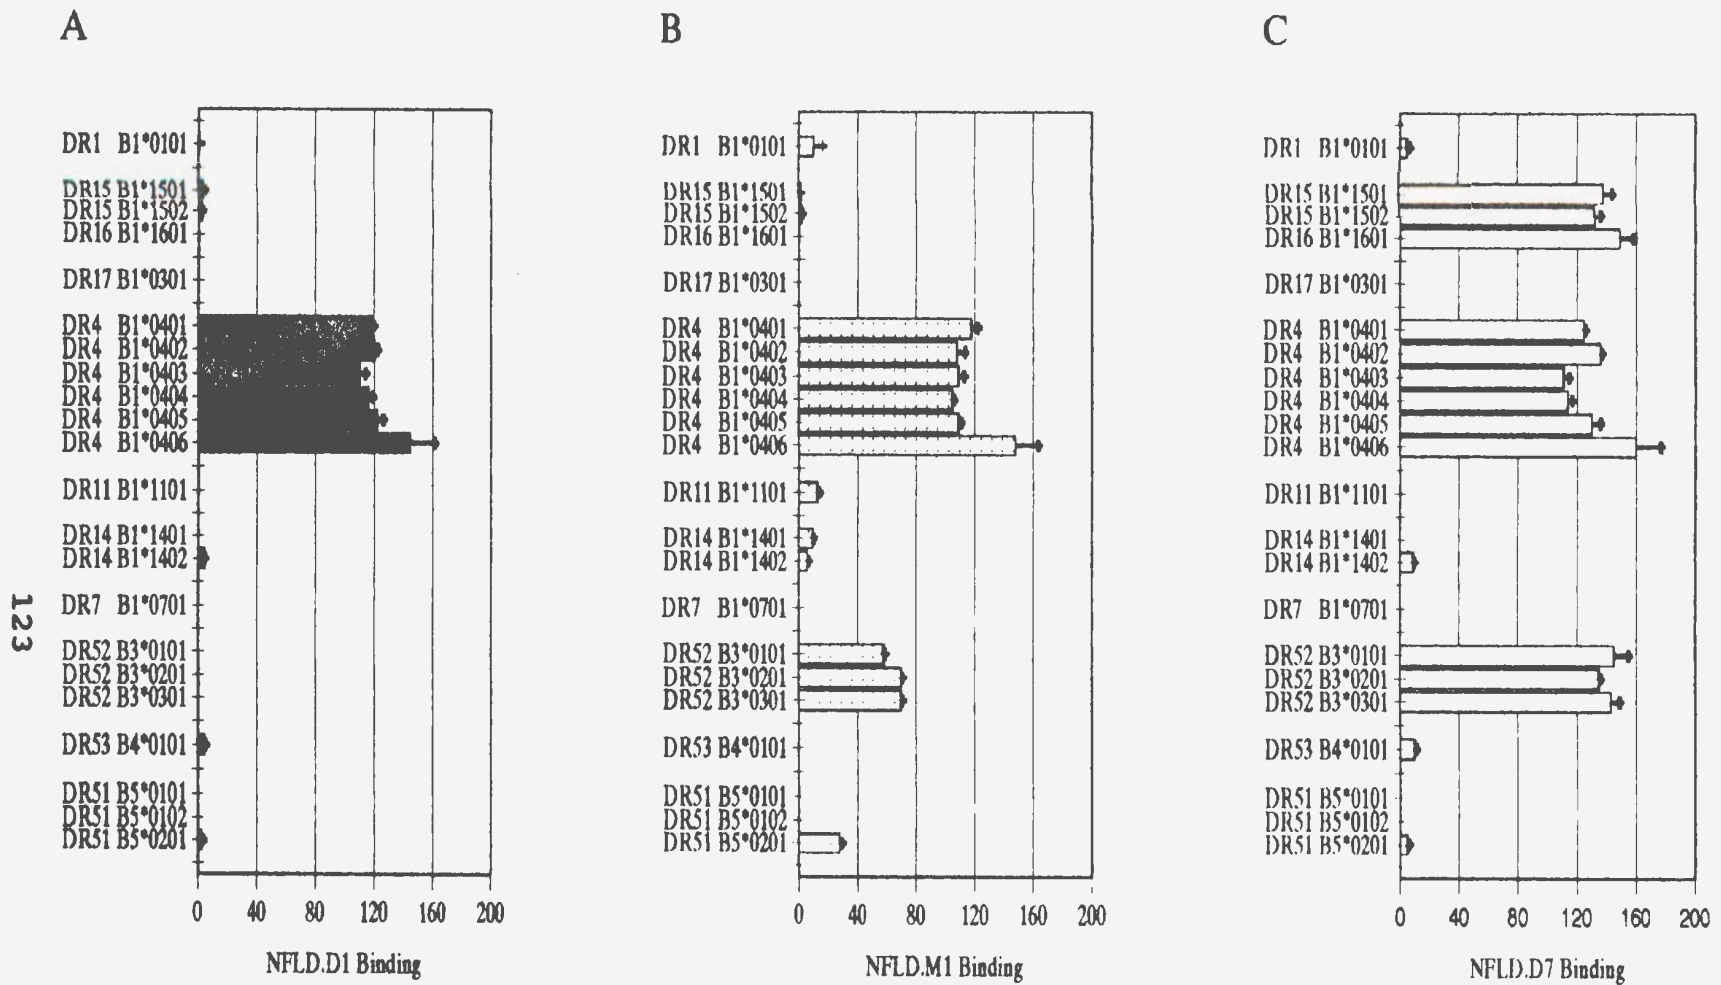 A
DR1 B1*0101
DR15 B1*1501
DR15 B1*1502
DR16 B1*1601
DR17 B1*0301
DR4 B1*0401
DR4 B1*0402
DR4 B1*0403
DR4 B1*0404
DR4 B1*0405
DR4 B1*0406
DR11 B1*1101
DR14 B1*1401
DR14 B1*1402
DR7 B1*0701
DR52 B3*0101
DR52 B3*0201
DR52 B3*0301
DR53 B4*0101
DR51 B5*0101
DR51 B5*0102
DR51 B5*0201
0 40 80 120 160 200
NFLD.D1 Binding
B
DR1 B1*0101
DR15 B1*1501
DR15 B1*1502
DR16 B1*1601
DR17 B1*0301
DR4 B1*0401
DR4 B1*0402
DR4 B1*0403
DR4 B1*0404
DR4 B1*0405
DR4 B1*0406
DR11 B1*1101
DR14 B1*1401
DR14 B1*1402
DR7 B1*0701
DR52 B3*0101
DR52 B3*0201
DR52 B3*0301
DR53 B4*0101
DR51 B5*0101
DR51 B5*0102
DR51 B5*0201
0 40 80 120 160 200
NFLD.M1 Binding
C
DR1 B1*0101
DR15 B1*1501
DR15 B1*1502
DR16 B1*1601
DR17 B1*0301
DR4 B1*0401
DR4 B1*0402
DR4 B1*0403
DR4 B1*0404
DR4 B1*0405
DR4 B1*0406
DR11 B1*1101
DR14 B1*1401
DR14 B1*1402
DR7 B1*0701
DR52 B3*0101
DR52 B3*0201
DR52 B3*0301
DR53 B4*0101
DR51 B5*0101
DR51 B5*0102
DR51 B5*0201
0 40 80 120 160 200
NFLD.D7 Binding
123